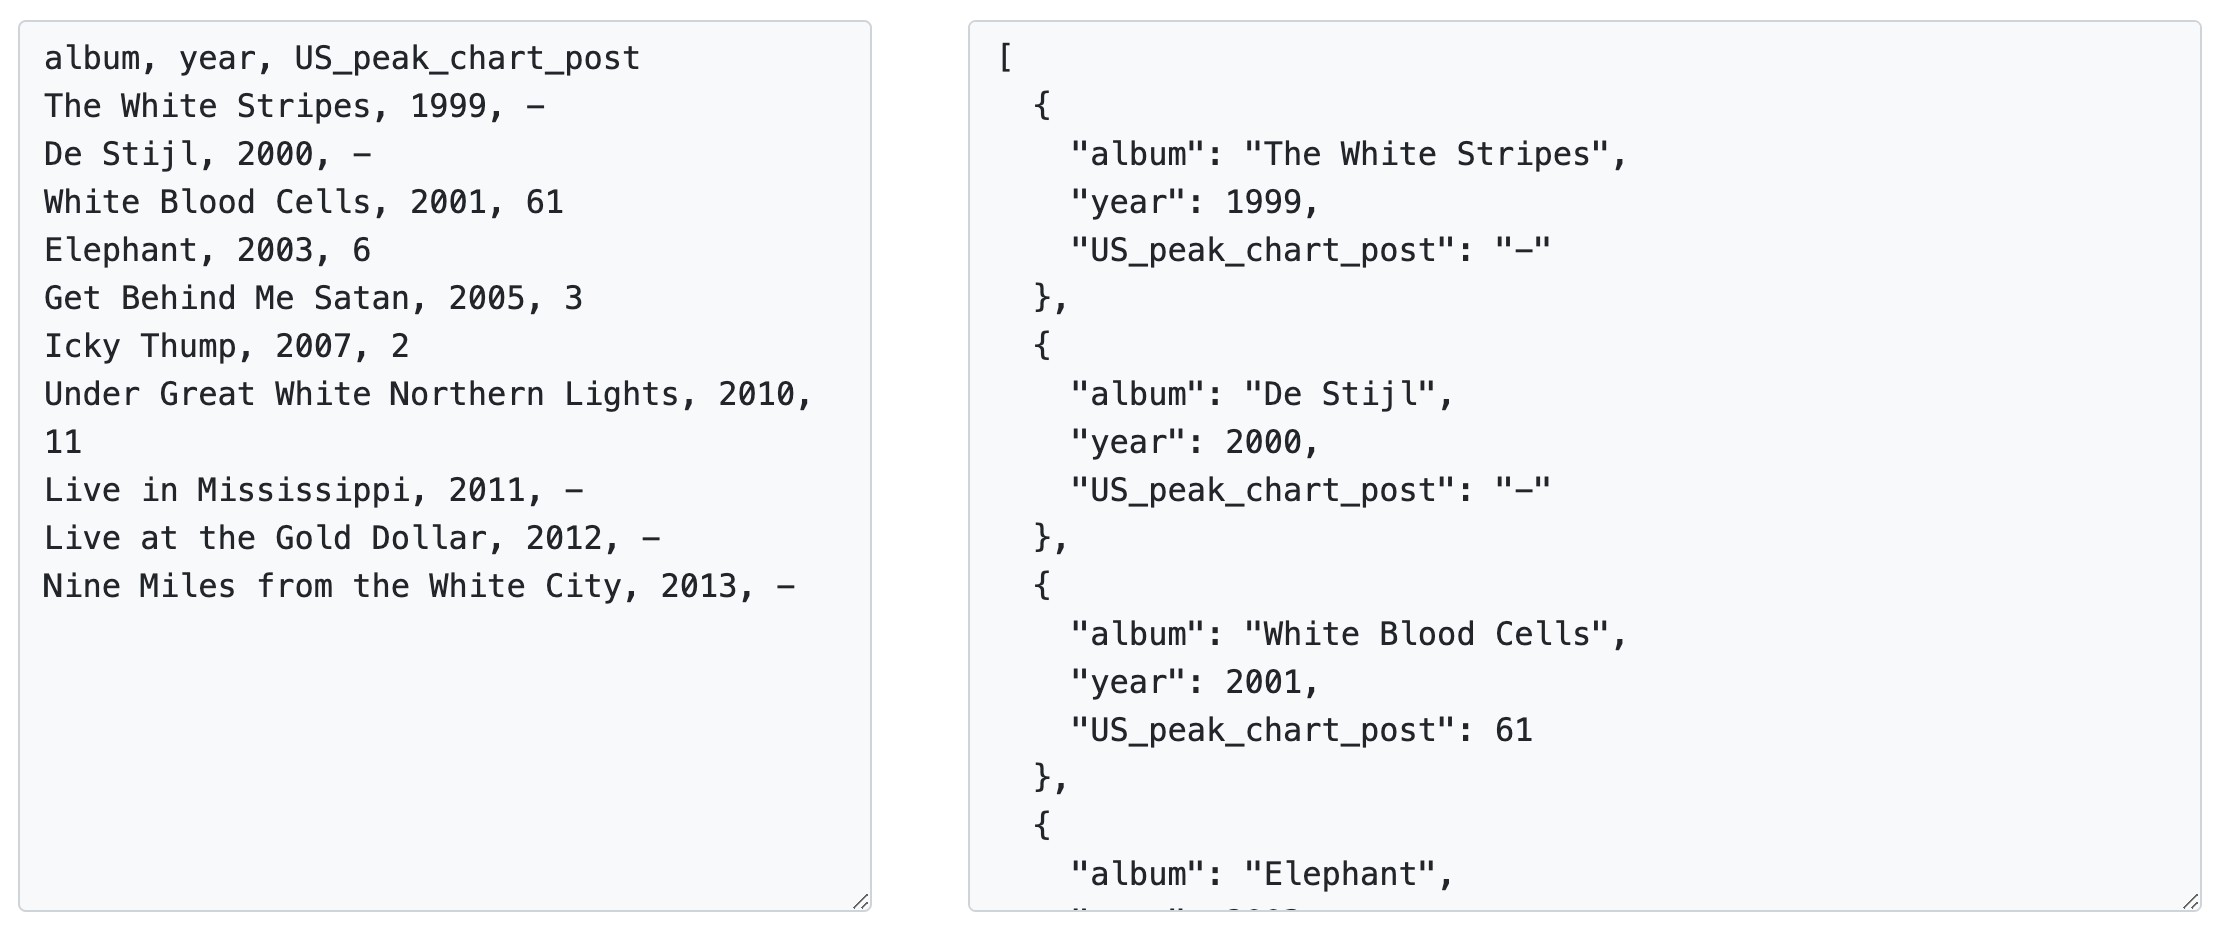 album, year, US_peak_chart_post
The White Stripes, 1999, –
De Stijl, 2000, –
White Blood Cells, 2001, 61
Elephant, 2003, 6
Get Behind Me Satan, 2005, 3
Icky Thump, 2007, 2
Under Great White Northern Lights, 2010,
11
Live in Mississippi, 2011, –
Live at the Gold Dollar, 2012, –
Nine Miles from the White City, 2013, –
[
  {
    "album": "The White Stripes",
    "year": 1999,
    "US_peak_chart_post": "–"
  },
  {
    "album": "De Stijl",
    "year": 2000,
    "US_peak_chart_post": "–"
  },
  {
    "album": "White Blood Cells",
    "year": 2001,
    "US_peak_chart_post": 61
  },
  {
    "album": "Elephant",